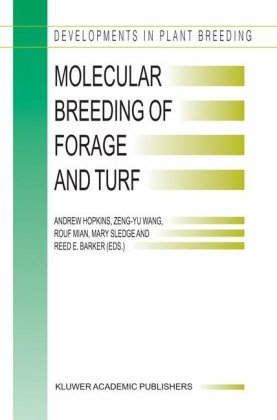 DEVELOPMENTS IN PLANT BREEDING
MOLECULAR
BREEDING OF
FORAGE
AND TURF
ANDREW HOPKINS, ZENG-YU WANG,
ROUF MIAN, MARY SLEDGE AND
REED E. BARKER (EDS.)
KLUWER ACADEMIC PUBLISHERS